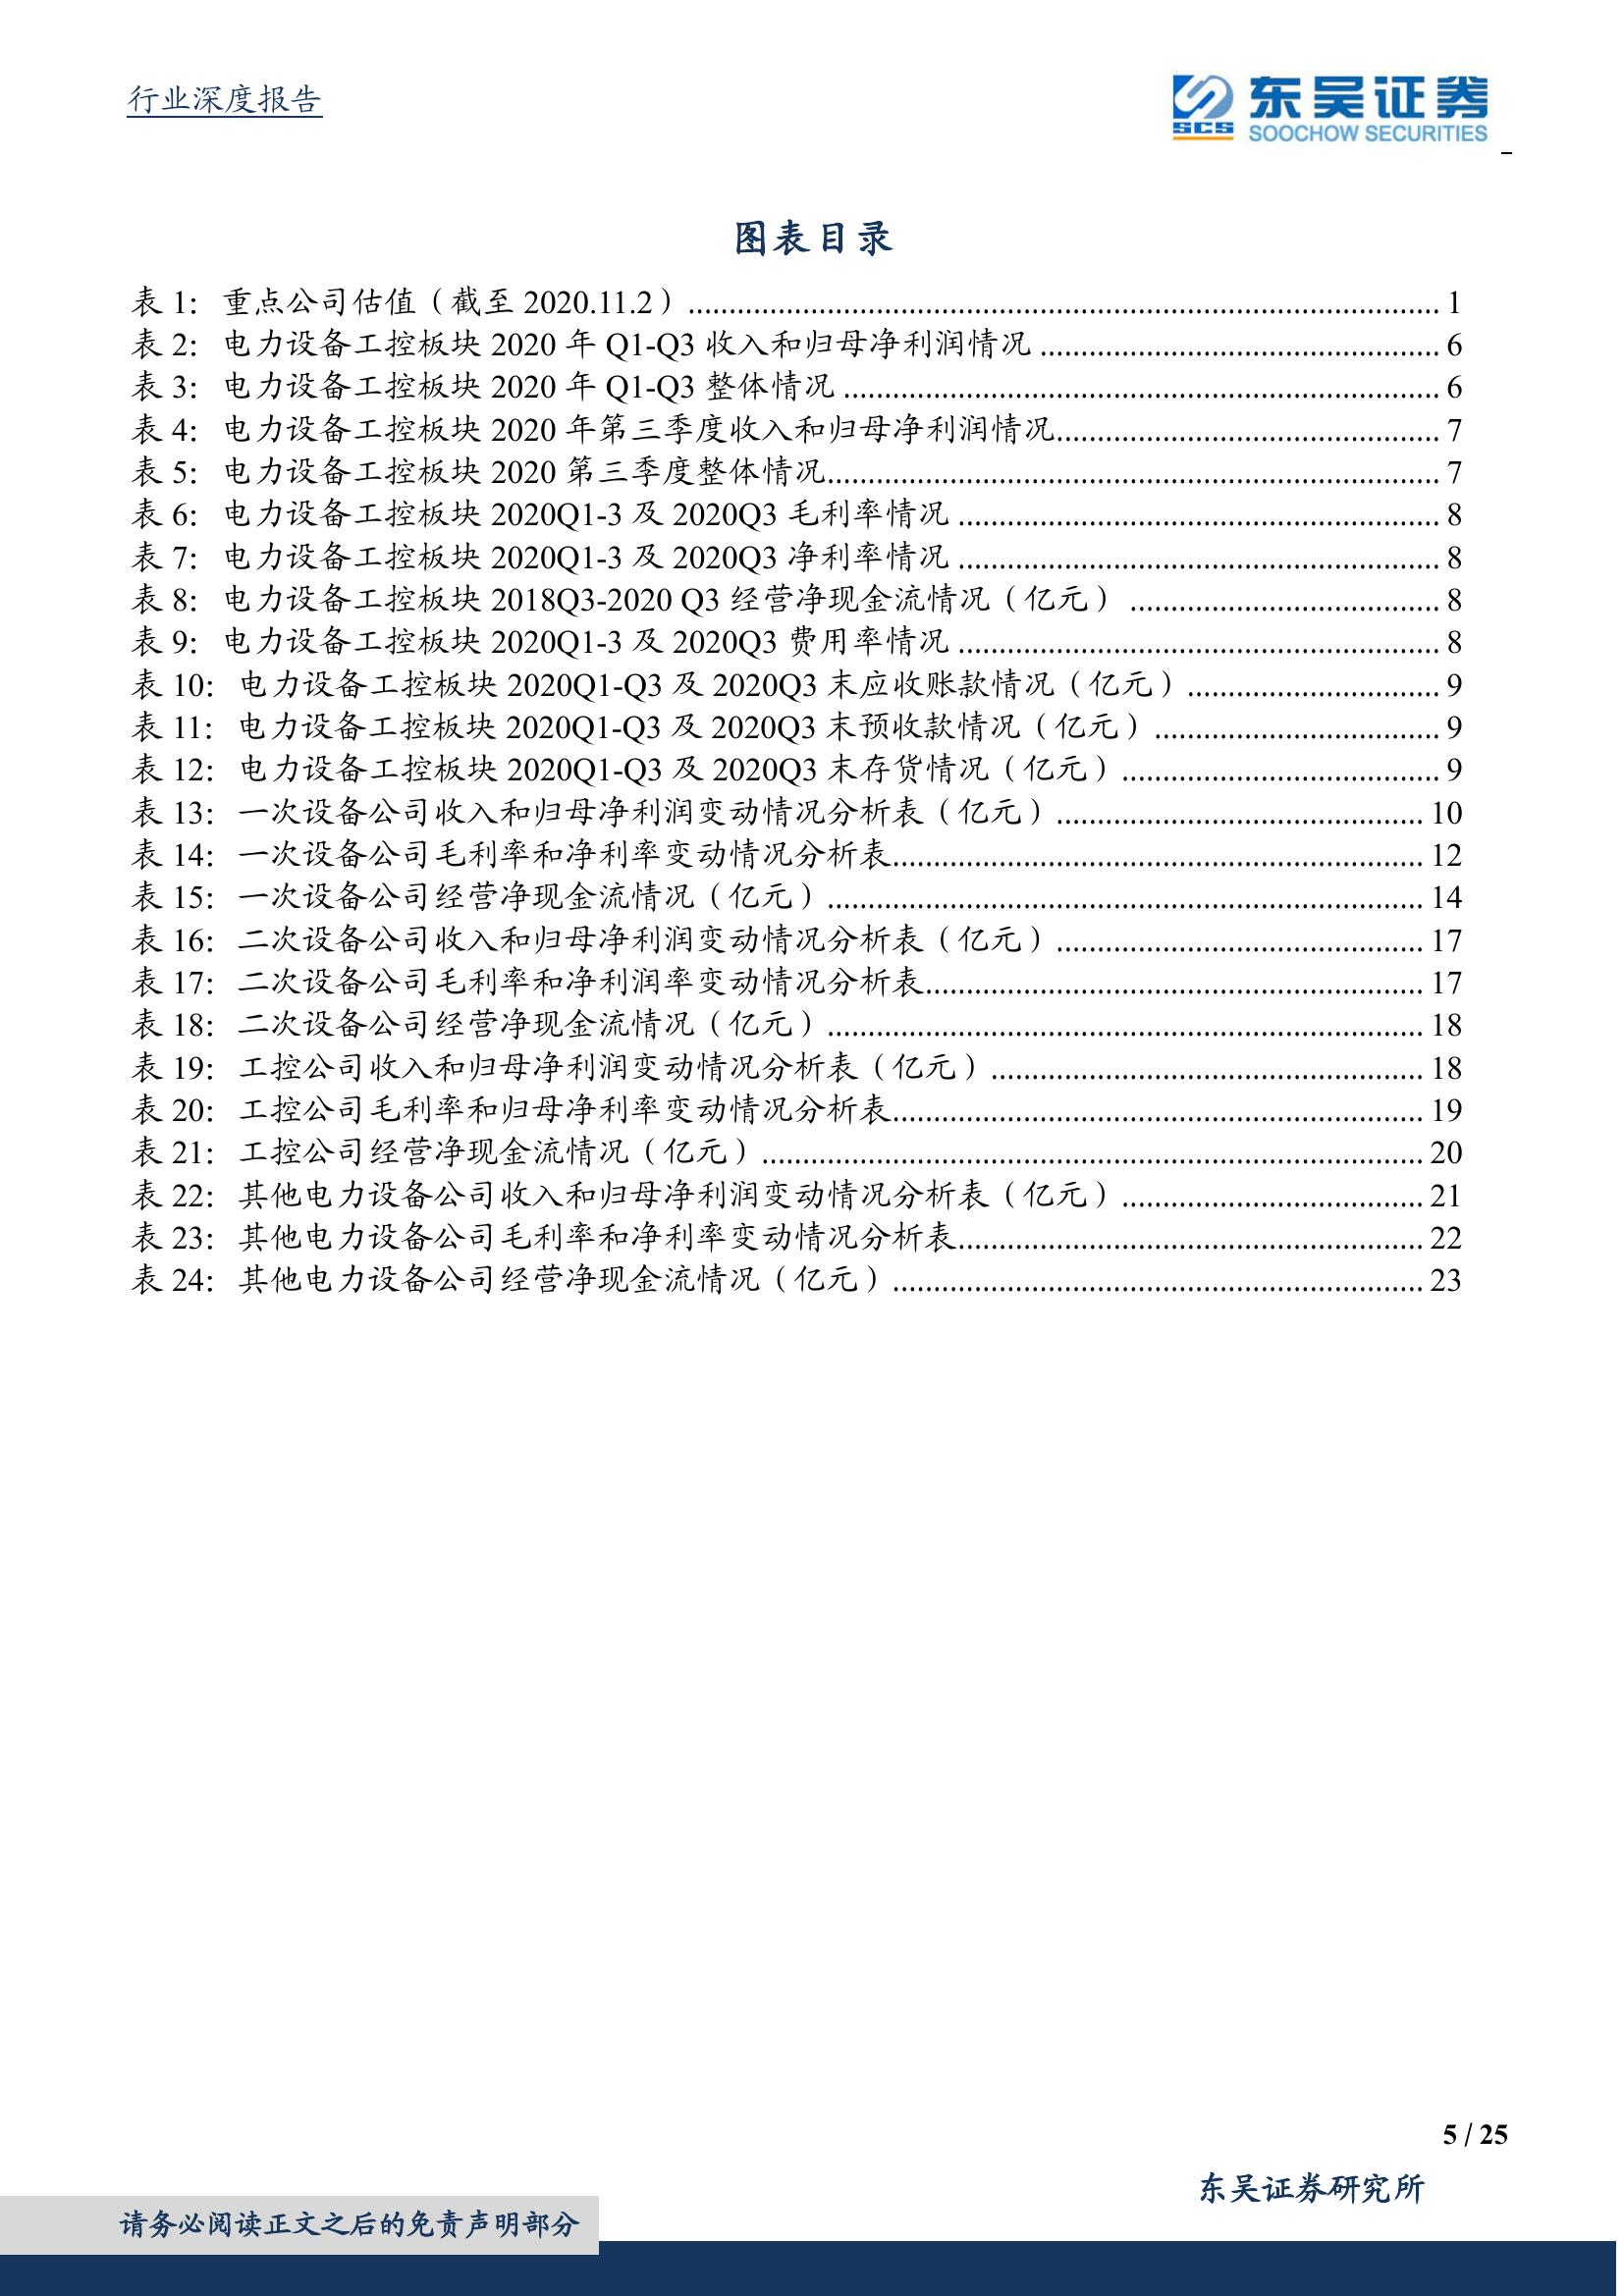 行业深度报告
SCS
东吴证券
SOOCHOW SECURITIES
图表目录
表 1：重点公司估值（截至 2020.11.2）........ 1
表 2：电力设备工控板块 2020 年 Q1-Q3 收入和归母净利润情况 ........ 6
表 3：电力设备工控板块 2020 年 Q1-Q3 整体情况 ........ 6
表 4：电力设备工控板块 2020 年第三季度收入和归母净利润情况........ 7
表 5：电力设备工控板块 2020 第三季度整体情况........ 7
表 6：电力设备工控板块 2020Q1-3 及 2020Q3 毛利率情况 ........ 8
表 7：电力设备工控板块 2020Q1-3 及 2020Q3 净利率情况 ........ 8
表 8：电力设备工控板块 2018Q3-2020 Q3 经营净现金流情况（亿元） ........ 8
表 9：电力设备工控板块 2020Q1-3 及 2020Q3 费用率情况 ........ 8
表 10：电力设备工控板块 2020Q1-Q3 及 2020Q3 末应收账款情况（亿元）........ 9
表 11：电力设备工控板块 2020Q1-Q3 及 2020Q3 末预收款情况（亿元）........ 9
表 12：电力设备工控板块 2020Q1-Q3 及 2020Q3 末存货情况（亿元）........ 9
表 13：一次设备公司收入和归母净利润变动情况分析表（亿元）........ 10
表 14：一次设备公司毛利率和净利率变动情况分析表........ 12
表 15：一次设备公司经营净现金流情况（亿元）........ 14
表 16：二次设备公司收入和归母净利润变动情况分析表（亿元）........ 17
表 17：二次设备公司毛利率和净利润率变动情况分析表........ 17
表 18：二次设备公司经营净现金流情况（亿元）........ 18
表 19：工控公司收入和归母净利润变动情况分析表（亿元）........ 18
表 20：工控公司毛利率和归母净利率变动情况分析表........ 19
表 21：工控公司经营净现金流情况（亿元）........ 20
表 22：其他电力设备公司收入和归母净利润变动情况分析表（亿元）........ 21
表 23：其他电力设备公司毛利率和净利率变动情况分析表........ 22
表 24：其他电力设备公司经营净现金流情况（亿元）........ 23
5 / 25
东吴证券研究所
请务必阅读正文之后的免责声明部分